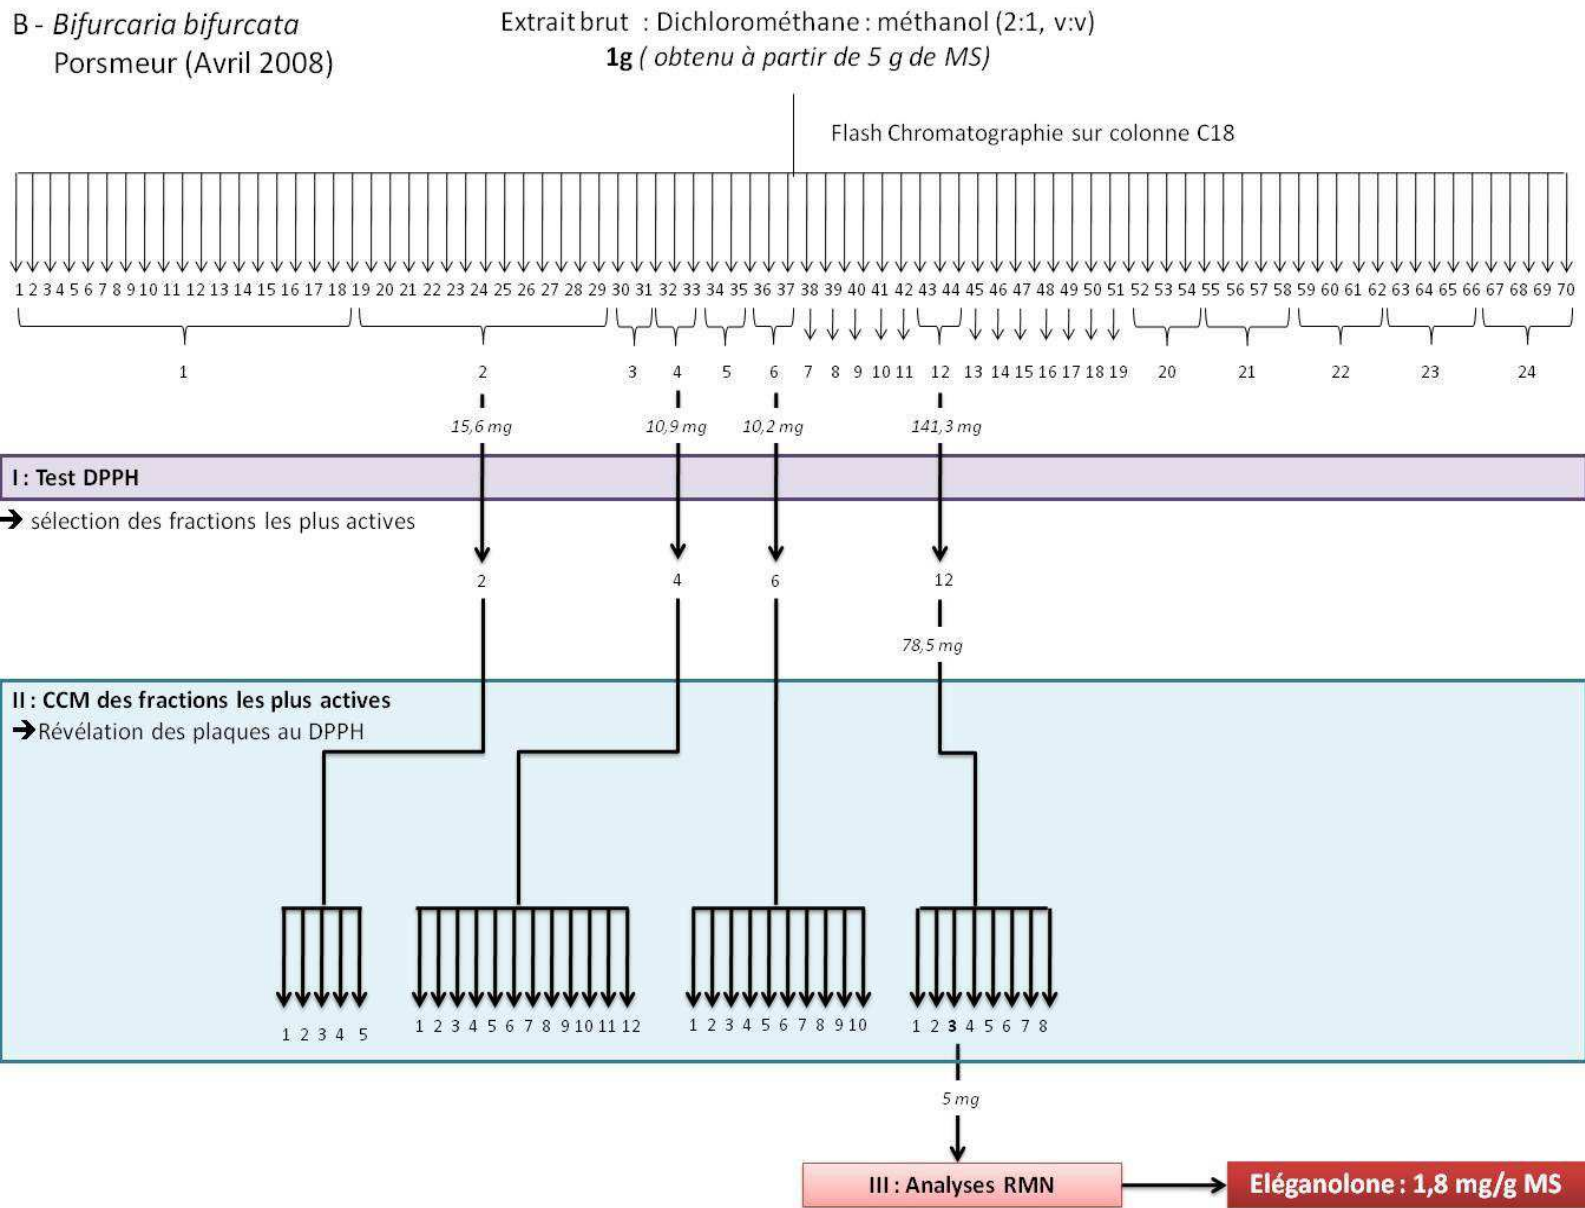 B - Bifurcaria bifurcata
Porsmeur (Avril 2008)
Extrait brut : Dichlorométhane : méthanol (2:1, v:v)
1g ( obtenu à partir de 5 g de MS)
Flash Chromatographie sur colonne C18
1 2 3 4 5 6 7 8 9 10 11 12 13 14 15 16 17 18 19 20 21 22 23 24 25 26 27 28 29 30 31 32 33 34 35 36 37 38 39 40 41 42 43 44 45 46 47 48 49 50 51 52 53 54 55 56 57 58 59 60 61 62 63 64 65 66 67 68 69 70
1 2 3 4 5 6 7 8 9 10 11 12 13 14 15 16 17 18 19 20 21 22 23 24
15,6 mg 10,9 mg 10,2 mg 141,3 mg
I : Test DPPH
➔ sélection des fractions les plus actives
2 4 6 12
78,5 mg
II : CCM des fractions les plus actives
➔Révélation des plaques au DPPH
1 2 3 4 5 1 2 3 4 5 6 7 8 9 10 11 12 1 2 3 4 5 6 7 8 9 10 1 2 3 4 5 6 7 8
5 mg
III : Analyses RMN
Eléganolone : 1,8 mg/g MS